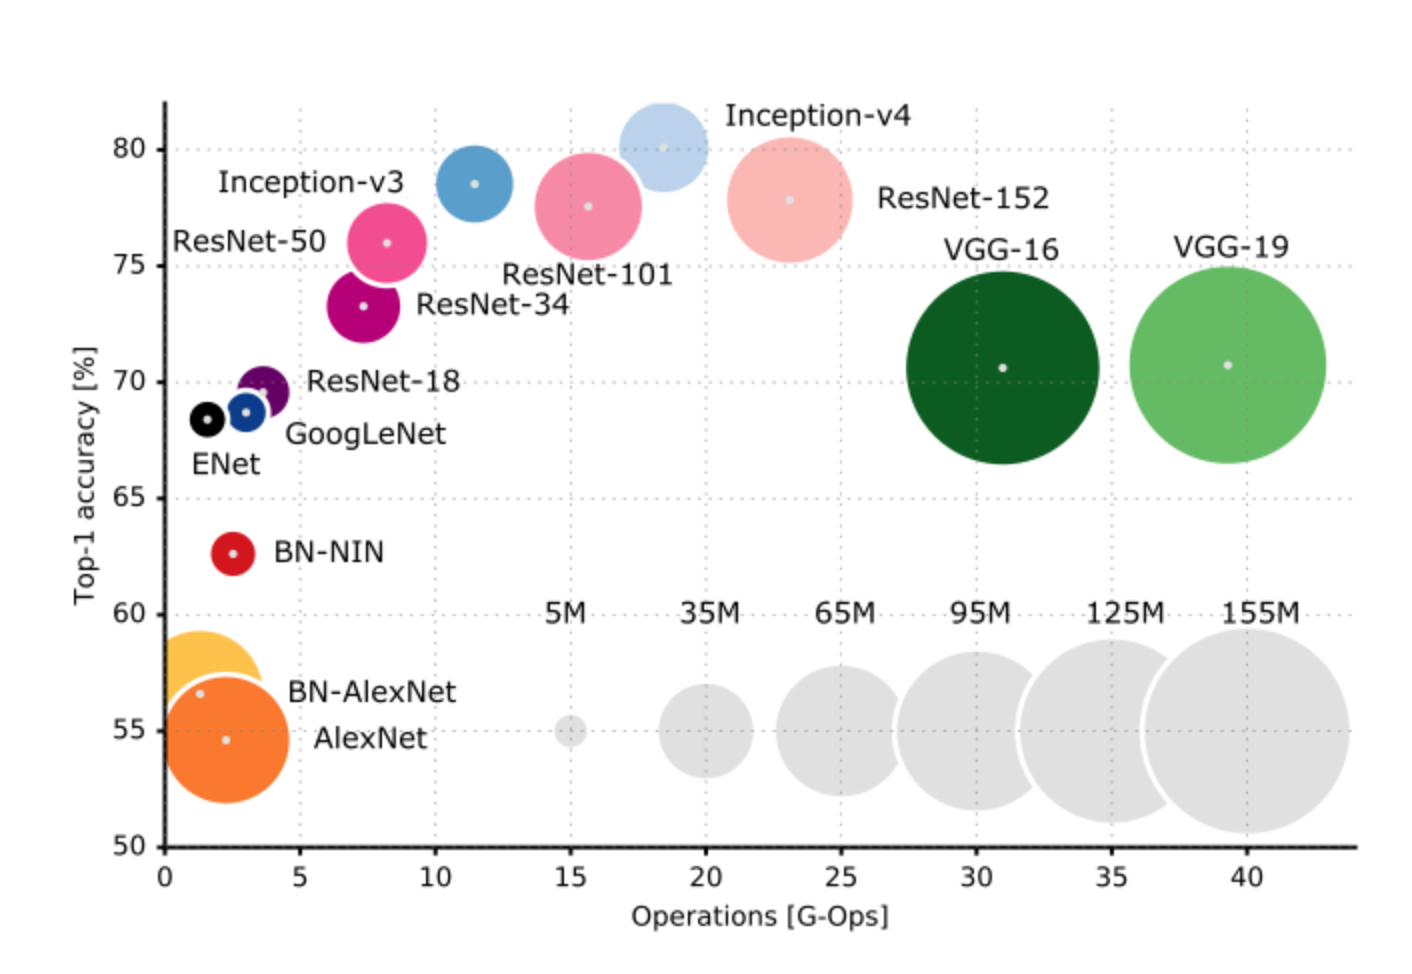 Inception-v4
80
Inception-v3
ResNet-152
ResNet-50
VGG-16
VGG-19
75
ResNet-101
ResNet-34
70
ResNet-18
GoogLeNet
ENet
65
BN-NIN
60
5M 35M 65M 95M 125M 155M
BN-AlexNet
55
AlexNet
50
0 5 10 15 20 25 30 35 40
Operations [G-Ops]
Top-1 accuracy [%]